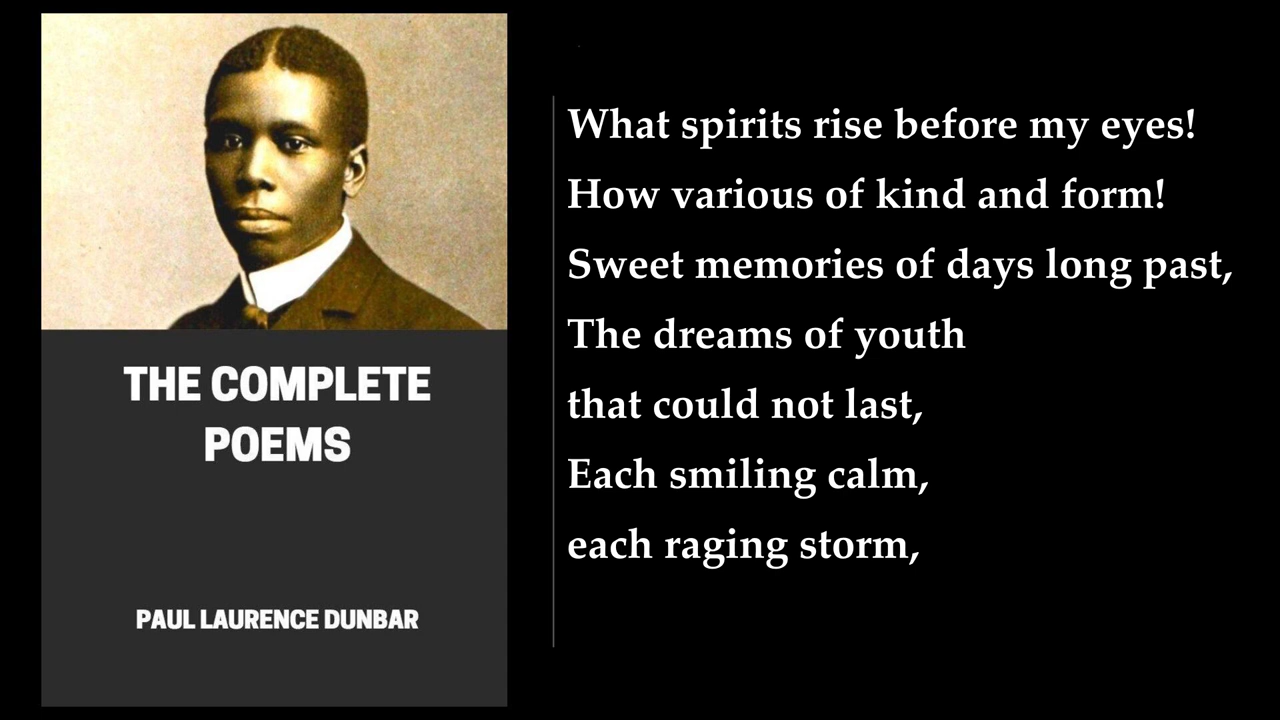 THE COMPLETE
POEMS
PAUL LAURENCE DUNBAR
What spirits rise before my eyes!
How various of kind and form!
Sweet memories of days long past,
The dreams of youth
that could not last,
Each smiling calm,
each raging storm,